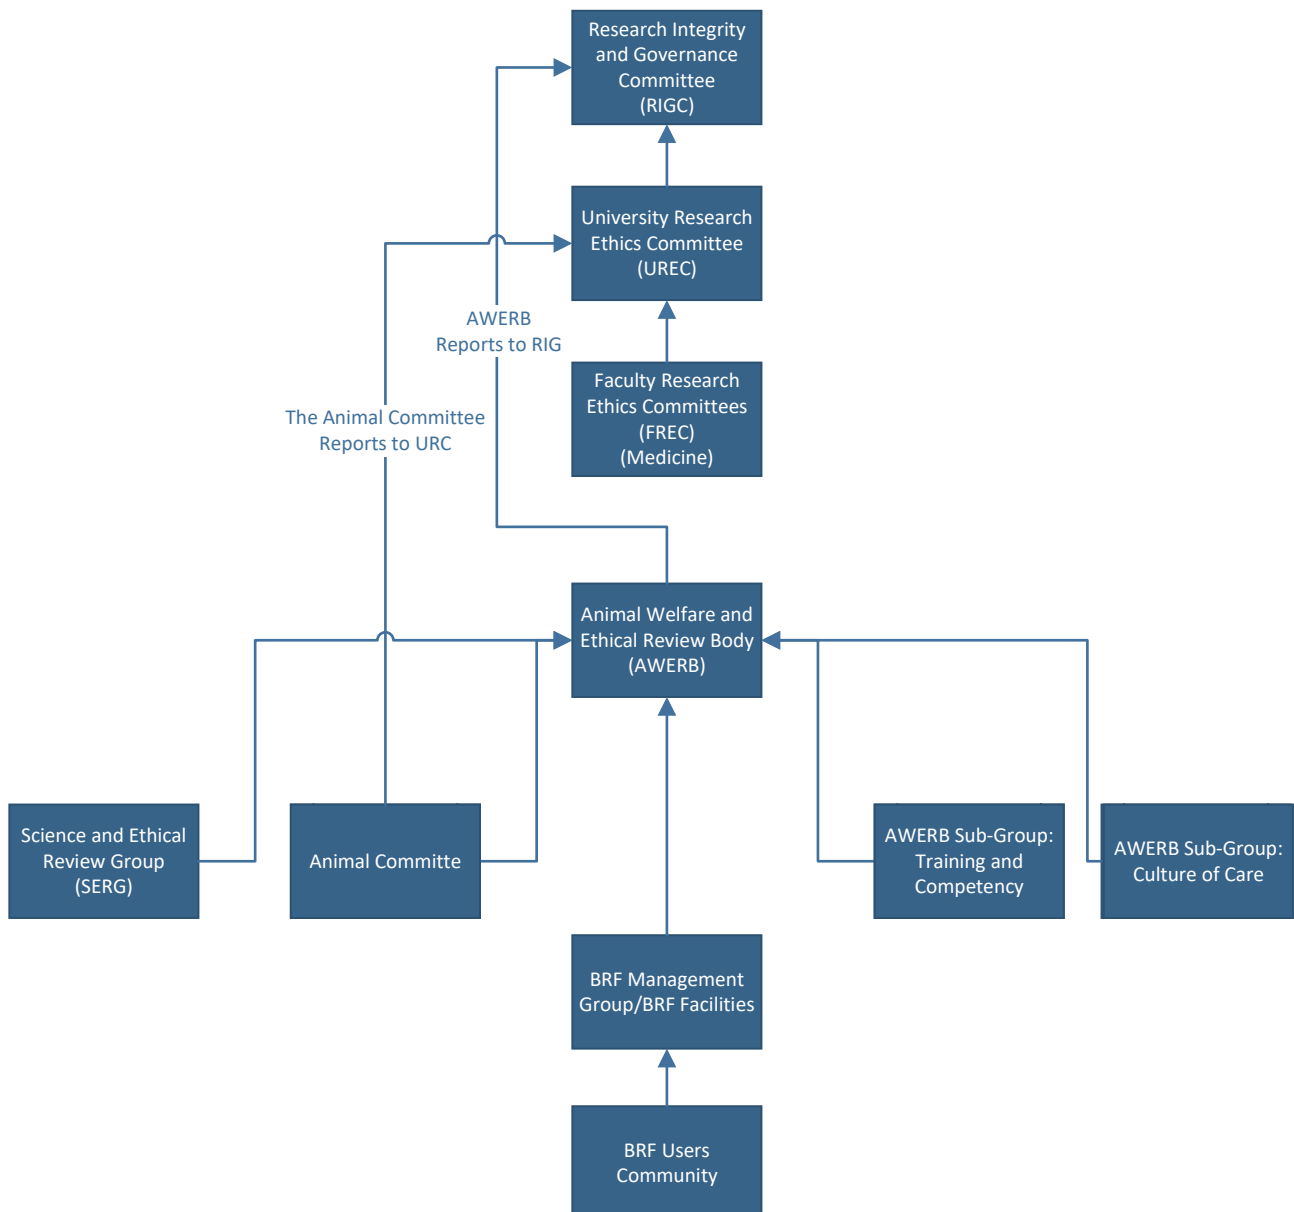 Research Integrity
and Governance
Committee
(RIGC)
University Research
Ethics Committee
(UREC)
AWERB
Reports to RIG
Faculty Research
Ethics Committees
(FREC)
(Medicine)
The Animal Committee
Reports to URC
Animal Welfare and
Ethical Review Body
(AWERB)
Science and Ethical
Review Group
(SERG)
Animal Committe
AWERB Sub-Group:
Training and
Competency
AWERB Sub-Group:
Culture of Care
BRF Management
Group/BRF Facilities
BRF Users
Community